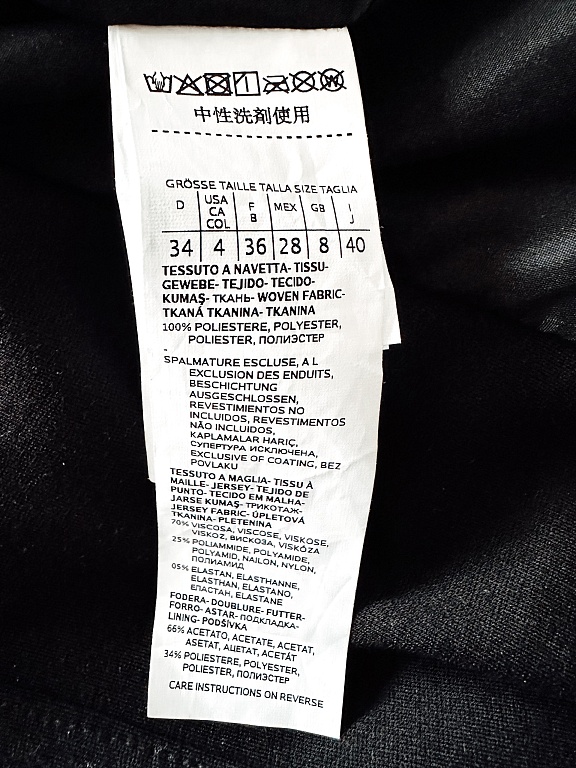 中性洗剤使用
GRÖSSE TAILLE TALLA SIZE TAGLIA
D USA CA COL F B MEX GB I J
34 4 36 28 8 40
TESSUTO A NAVETTA- TISSU-
GEWEBE- TEJIDO- TECIDO-
KUMAŞ- ТКАНЬ- WOVEN FABRIC-
TKANÁ TKANINA- TKANINA
100% POLIESTERE, POLYESTER,
POLIESTER, ПОЛИЭСТЕР
-
SPALMATURE ESCLUSE, A L
EXCLUSION DES ENDUITS,
BESCHICHTUNG
AUSGESCHLOSSEN,
REVESTIMIENTOS NO
INCLUIDOS, REVESTIMENTOS
NÃO INCLUIDOS,
KAPLAMALAR HARIÇ,
СУПЕРТУРА ИСКЛЮЧЕНА,
EXCLUSIVE OF COATING, BEZ
POVLAKU
TESSUTO A MAGLIA- TISSU À
MAILLE- JERSEY- TEJIDO DE
PUNTO- TECIDO EM MALHA-
JARSE KUMAŞ- ТРИКОТАЖ-
JERSEY FABRIC- ÚPLETOVÁ
TKANINA- PLETENINA
70% VISCOSA, VISCOSE, VISKOSE,
VISKOZ, ВИСКОЗА, VISKÓZA
25% POLIAMMIDE, POLYAMIDE,
POLYAMID, NAILON, NYLON,
ПОЛИАМИД
05% ELASTAN, ELASTHANNE,
ELASTHAN, ELASTANO,
ЕЛАСТАН, ELASTANE
FODERA- DOUBLURE- FUTTER-
FORRO- ASTAR- ПОДКЛАДКА-
LINING- PODŠÍVKA
66% ACETATO, ACETATE, ACETAT,
ASETAT, АЦЕТАТ, ACETÁT
34% POLIESTERE, POLYESTER,
POLIESTER, ПОЛИЭСТЕР
CARE INSTRUCTIONS ON REVERSE